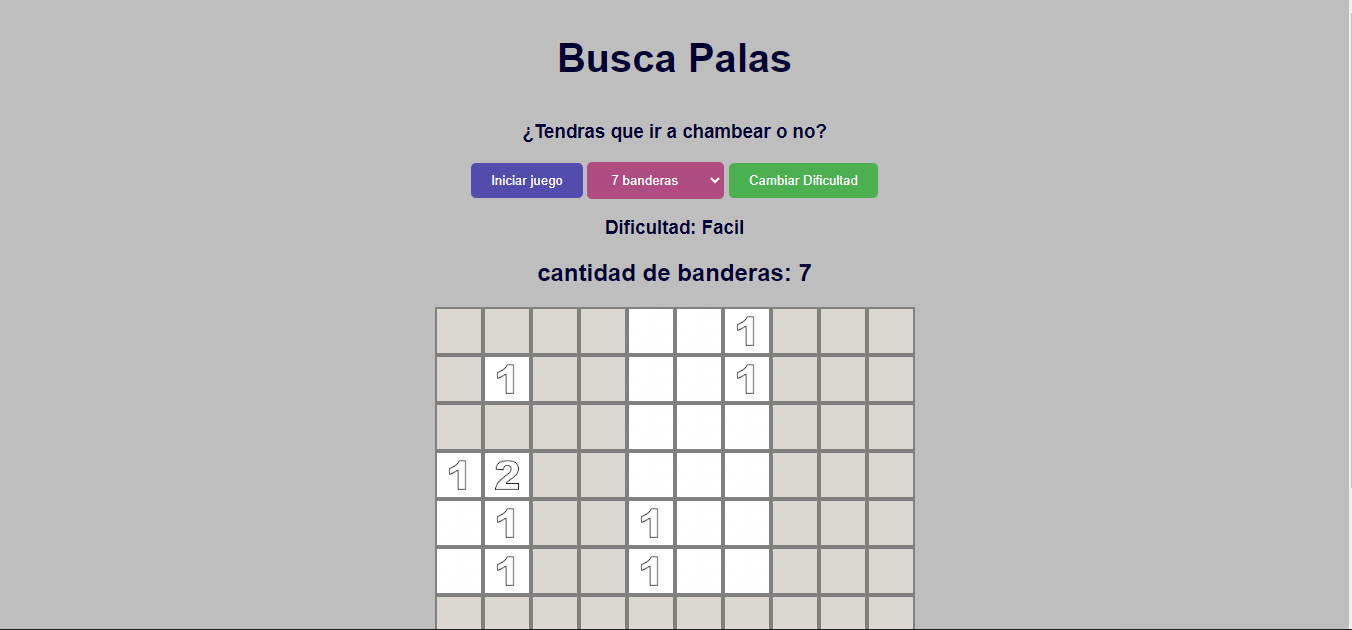 Busca Palas
¿Tendras que ir a chambear o no?
Iniciar juego 7 banderas Cambiar Dificultad
Dificultad: Facil
cantidad de banderas: 7
1
1 1
1 2
1 1
1 1